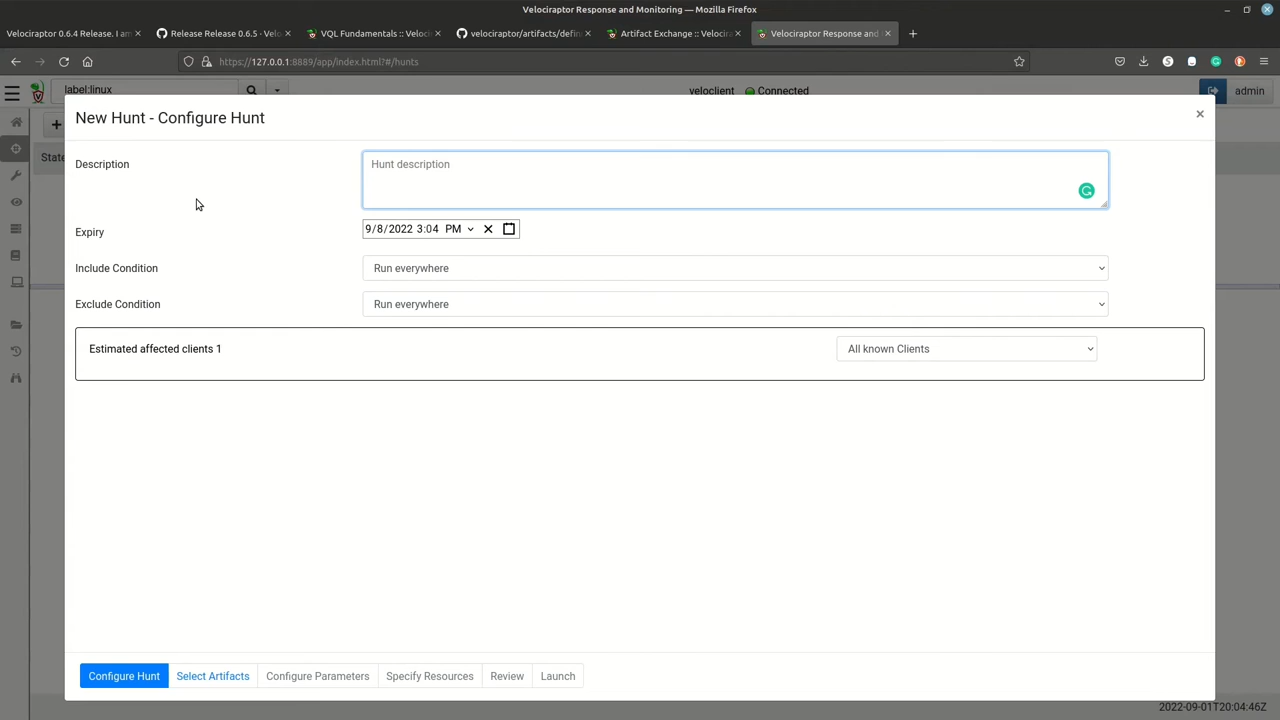 Velociraptor Response and Monitoring — Mozilla Firefox
Velociraptor 0.6.4 Release. I am
Release Release 0.6.5 · Velo
VQL Fundamentals :: Veloci
velociraptor/artifacts/defin
Artifact Exchange :: Velocira
Velociraptor Response and
https://127.0.0.1:8889/app/index.html?#/hunts
label:linux
veloclient
Connected
admin
State
New Hunt - Configure Hunt
×
Description
Hunt description
Expiry
9/8/2022 3:04 PM
Include Condition
Run everywhere
Exclude Condition
Run everywhere
Estimated affected clients 1
All known Clients
Configure Hunt
Select Artifacts
Configure Parameters
Specify Resources
Review
Launch
2022-09-01T20:04:46Z